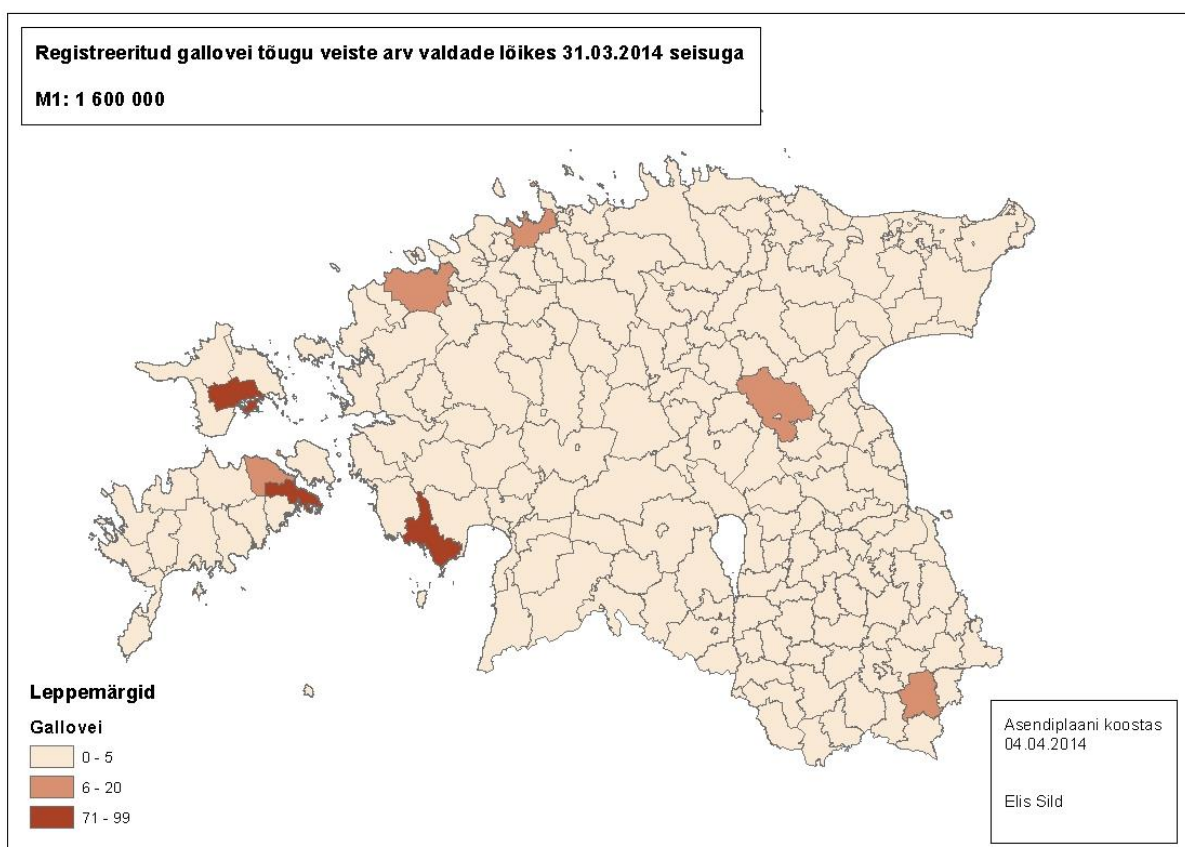 Registreeritud gallovei tõugu veiste arv valdade lõikes 31.03.2014 seisuga
M1: 1 600 000
Leppemärgid
Gallovei
0 - 5
6 - 20
71 - 99
Asendiplaani koostas
04.04.2014
Elis Sild